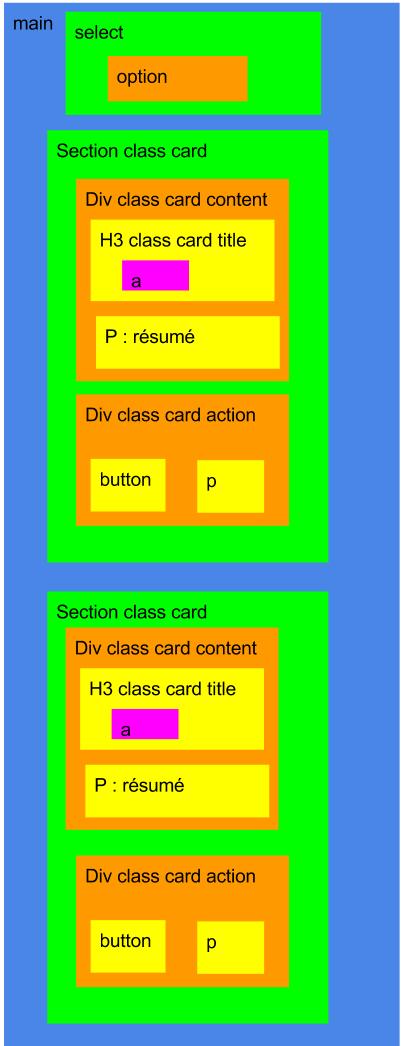 main
select
option
Section class card
Div class card content
H3 class card title
a
P : résumé
Div class card action
button
p
Section class card
Div class card content
H3 class card title
a
P : résumé
Div class card action
button
p